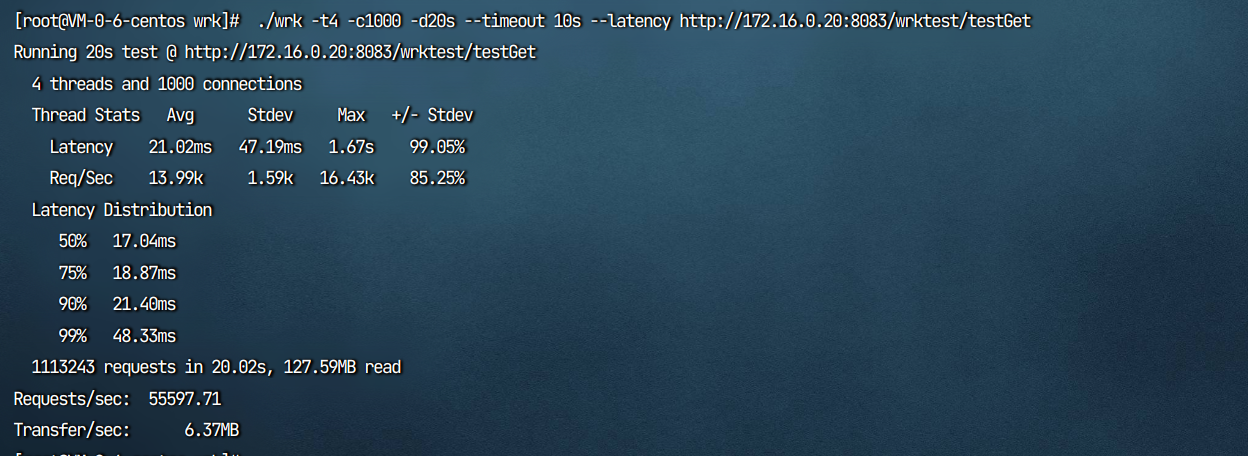 [root@VM-0-6-centos wrk]#  ./wrk -t4 -c1000 -d20s --timeout 10s --latency http://172.16.0.20:8083/wrktest/testGet
Running 20s test @ http://172.16.0.20:8083/wrktest/testGet
  4 threads and 1000 connections
  Thread Stats   Avg      Stdev     Max   +/- Stdev
    Latency    21.02ms   47.19ms   1.67s    99.05%
    Req/Sec    13.99k     1.59k   16.43k    85.25%
  Latency Distribution
     50%   17.04ms
     75%   18.87ms
     90%   21.40ms
     99%   48.33ms
  1113243 requests in 20.02s, 127.59MB read
Requests/sec:  55597.71
Transfer/sec:      6.37MB